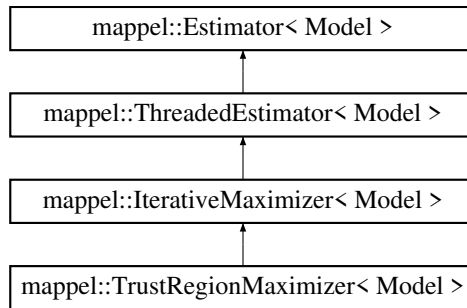 mappel::Estimator< Model >
mappel::ThreadedEstimator< Model >
mappel::IterativeMaximizer< Model >
mappel::TrustRegionMaximizer< Model >